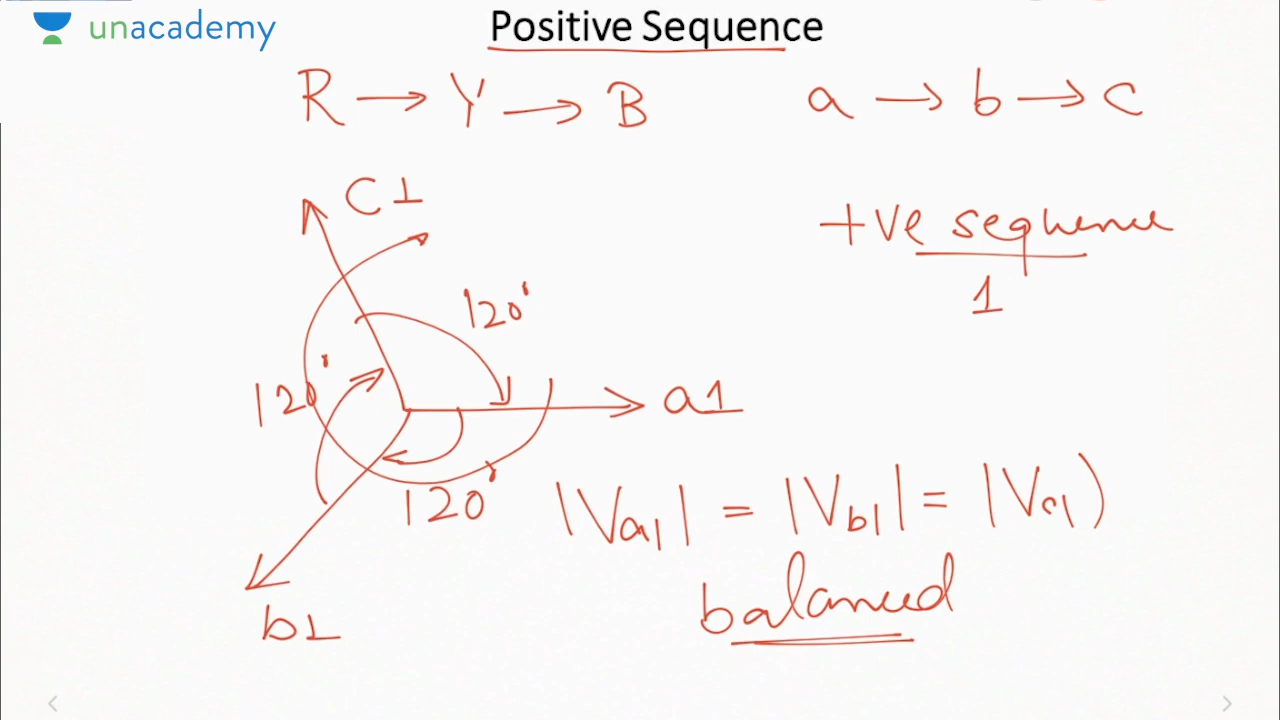 unacademy
Positive Sequence
R → Y → B
a → b → c
C1
+ve sequence
1
120°
120°
a1
120°
|Va1| = |Vb1| = |Vc1|
balanced
b1